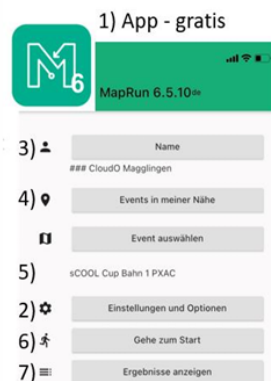 1) App - gratis
M6
MapRun 6.5.10de
3) Name
### CloudO Magglingen
4) Events in meiner Nähe
Event auswählen
5) sCOOL Cup Bahn 1 PXAC
2) Einstellungen und Optionen
6) Gehe zum Start
7) Ergebnisse anzeigen